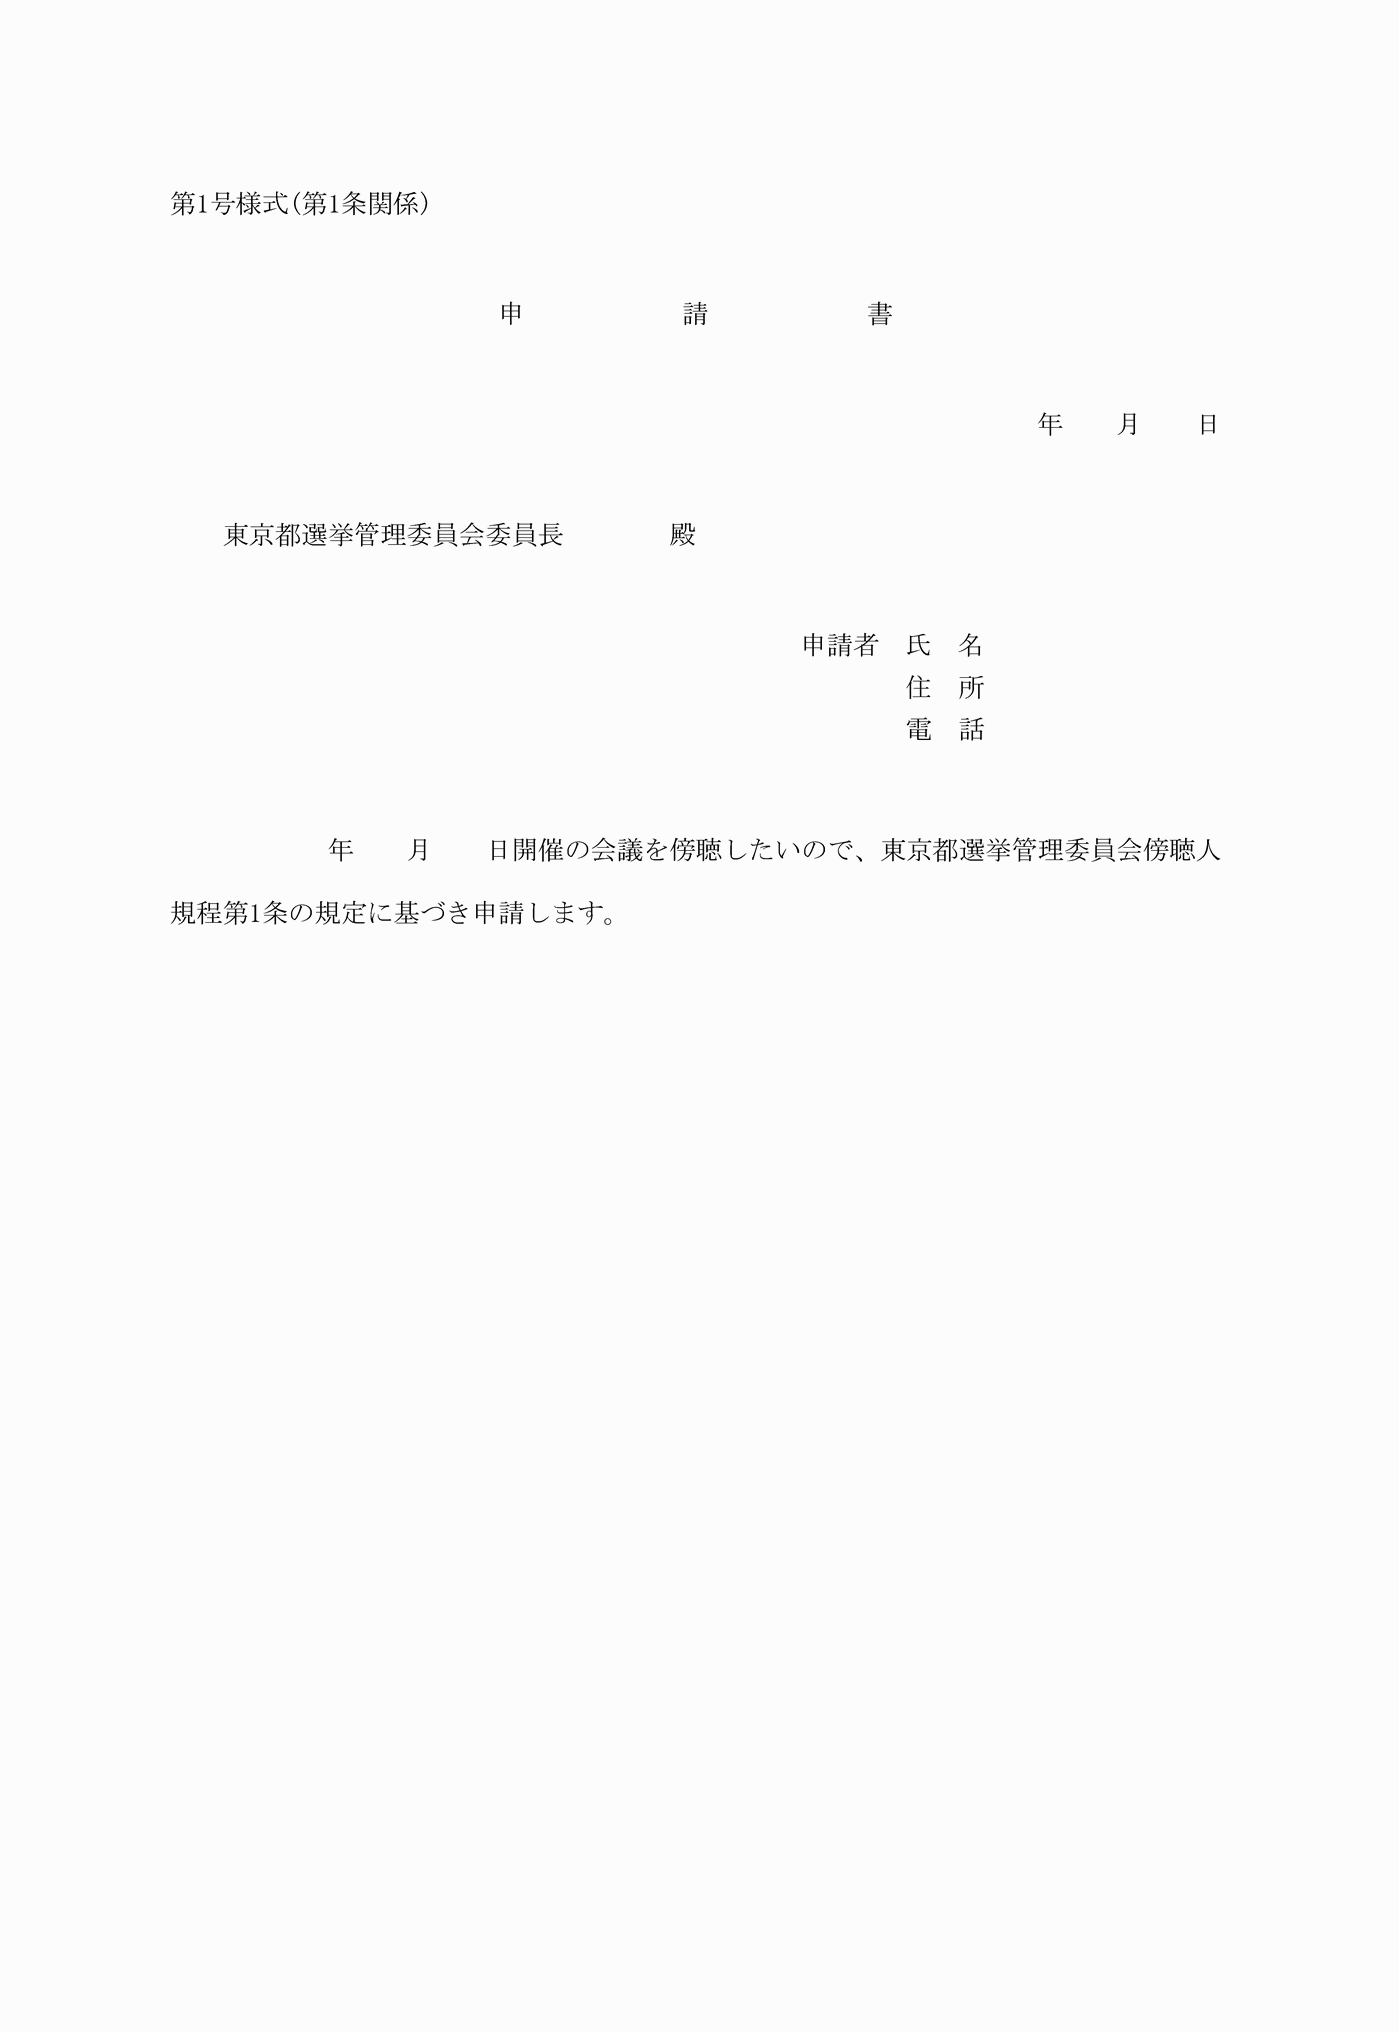 第1号様式(第1条関係)
申　　　請　　　書
年　　月　　日
東京都選挙管理委員会委員長　　　　殿
申請者　氏　名
住　所
電　話
年　　月　　日開催の会議を傍聴したいので、東京都選挙管理委員会傍聴人
規程第1条の規定に基づき申請します。